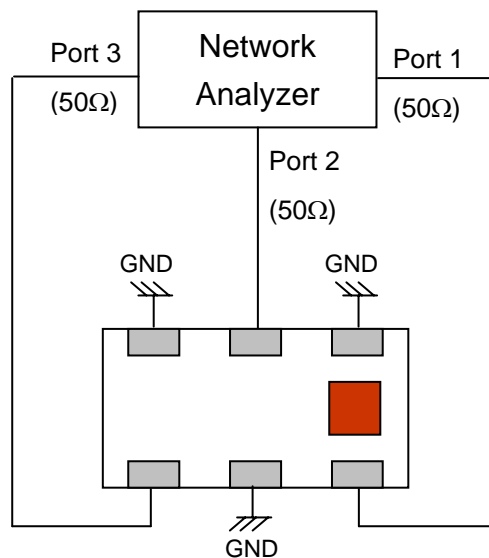 Network
Analyzer
Port 3
(50Ω)
Port 1
(50Ω)
Port 2
(50Ω)
GND
GND
GND